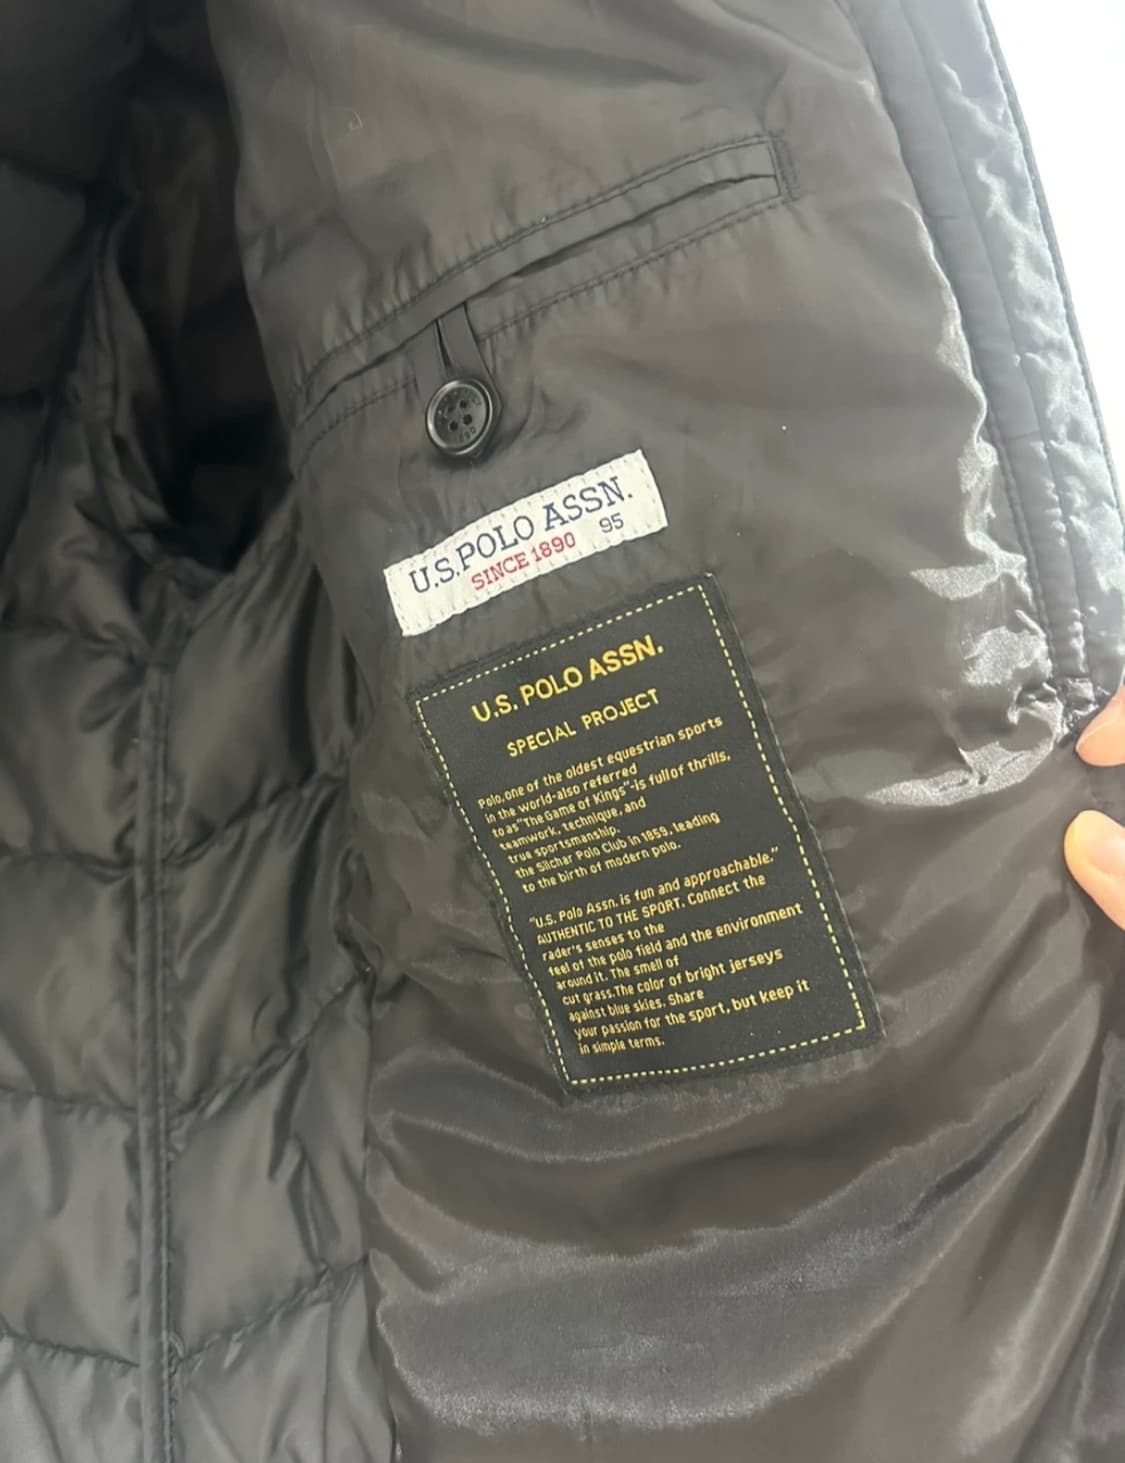 U.S.POLO ASSN.
SINCE 1890 95
U.S. POLO ASSN.
SPECIAL PROJECT
Polo,one of the oldest equestrian sports
in the world-also referred
to as"The Game of Kings"-is full of thrills,
teamwork, technique, and
true sportsmanship.
the Silchar Polo Club in 1859, leading
to the birth of modern polo.
"U.S. Polo Assn. is fun and approachable."
AUTHENTIC TO THE SPORT. Connect the
rader's senses to the
feel of the polo field and the environment
around it. The smell of
cut grass.The color of bright jerseys
against blue skies. Share
your passion for the sport, but keep it
in simple terms.